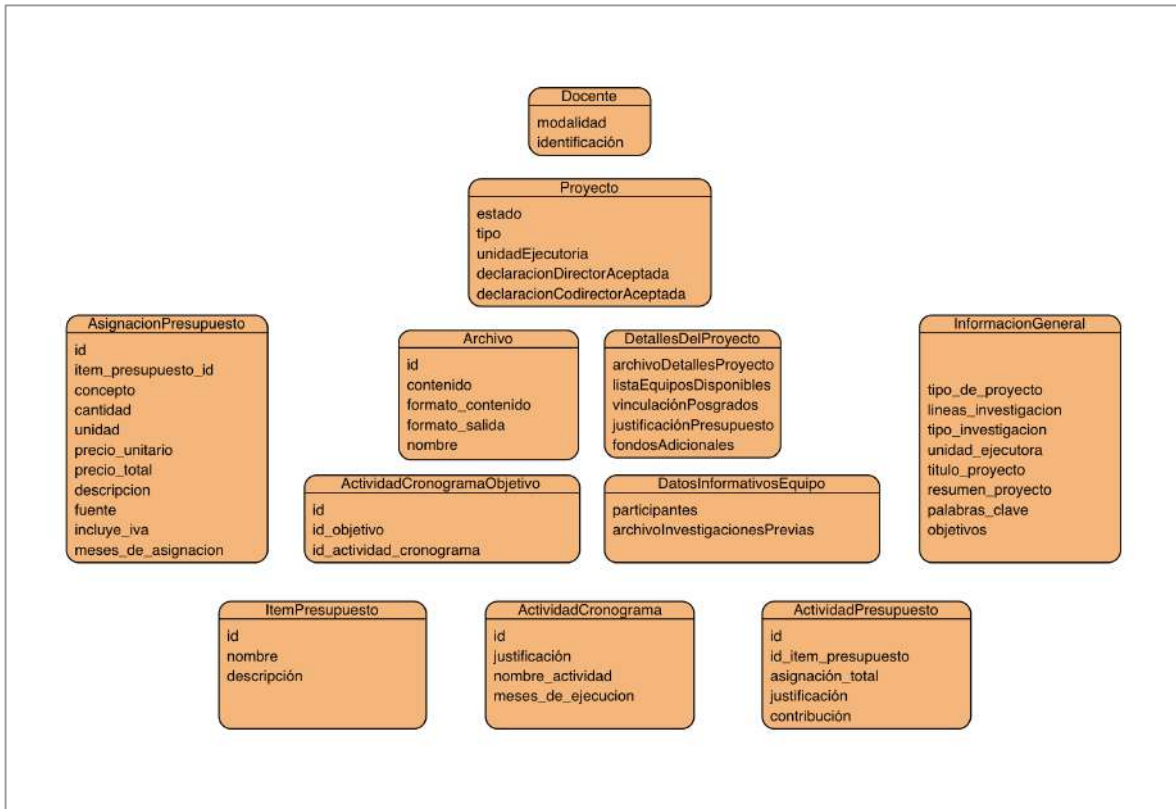 Docente
modalidad
identificación
Proyecto
estado
tipo
unidadEjecutoria
declaracionDirectorAceptada
declaracionCodirectorAceptada
AsignacionPresupuesto
id
item_presupuesto_id
concepto
cantidad
unidad
precio_unitario
precio_total
descripcion
fuente
incluye_iva
meses_de_asignacion
Archivo
id
contenido
formato_contenido
formato_salida
nombre
DetallesDelProyecto
archivoDetallesProyecto
listaEquiposDisponibles
vinculaciónPosgrados
justificaciónPresupuesto
fondosAdicionales
InformacionGeneral
tipo_de_proyecto
lineas_investigacion
tipo_investigacion
unidad_ejecutora
titulo_proyecto
resumen_proyecto
palabras_clave
objetivos
ActividadCronogramaObjetivo
id
id_objetivo
id_actividad_cronograma
DatosInformativosEquipo
participantes
archivoInvestigacionesPrevias
ItemPresupuesto
id
nombre
descripción
ActividadCronograma
id
justificación
nombre_actividad
meses_de_ejecucion
ActividadPresupuesto
id
id_item_presupuesto
asignación_total
justificación
contribución